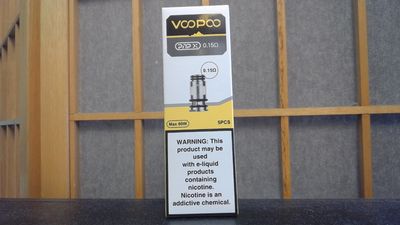 VOOPOO
PnP X 0.15Ω
0.15Ω
Max 80W
5PCS
WARNING: This
product may be
used
with e-liquid
products
containing
nicotine.
Nicotine is an
addictive chemical